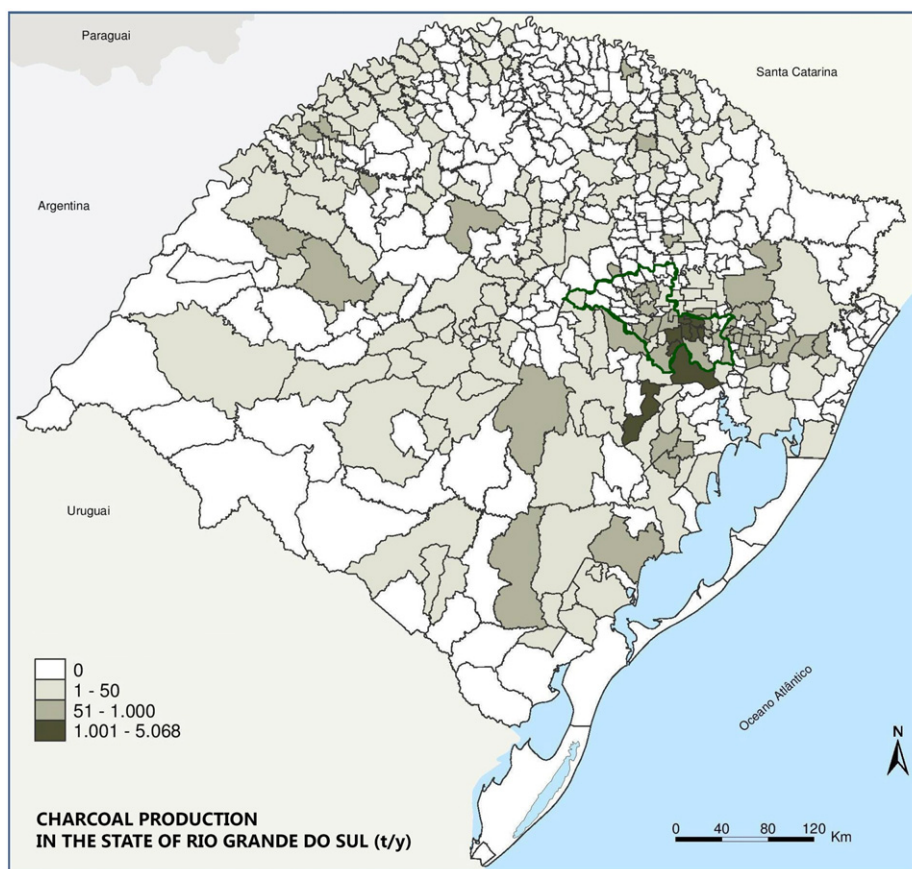 Paraguai
Santa Catarina
Argentina
Uruguai
Oceano Atlântico
0
1 - 50
51 - 1.000
1.001 - 5.068
N
CHARCOAL PRODUCTION
IN THE STATE OF RIO GRANDE DO SUL (t/y)
0 40 80 120
Km